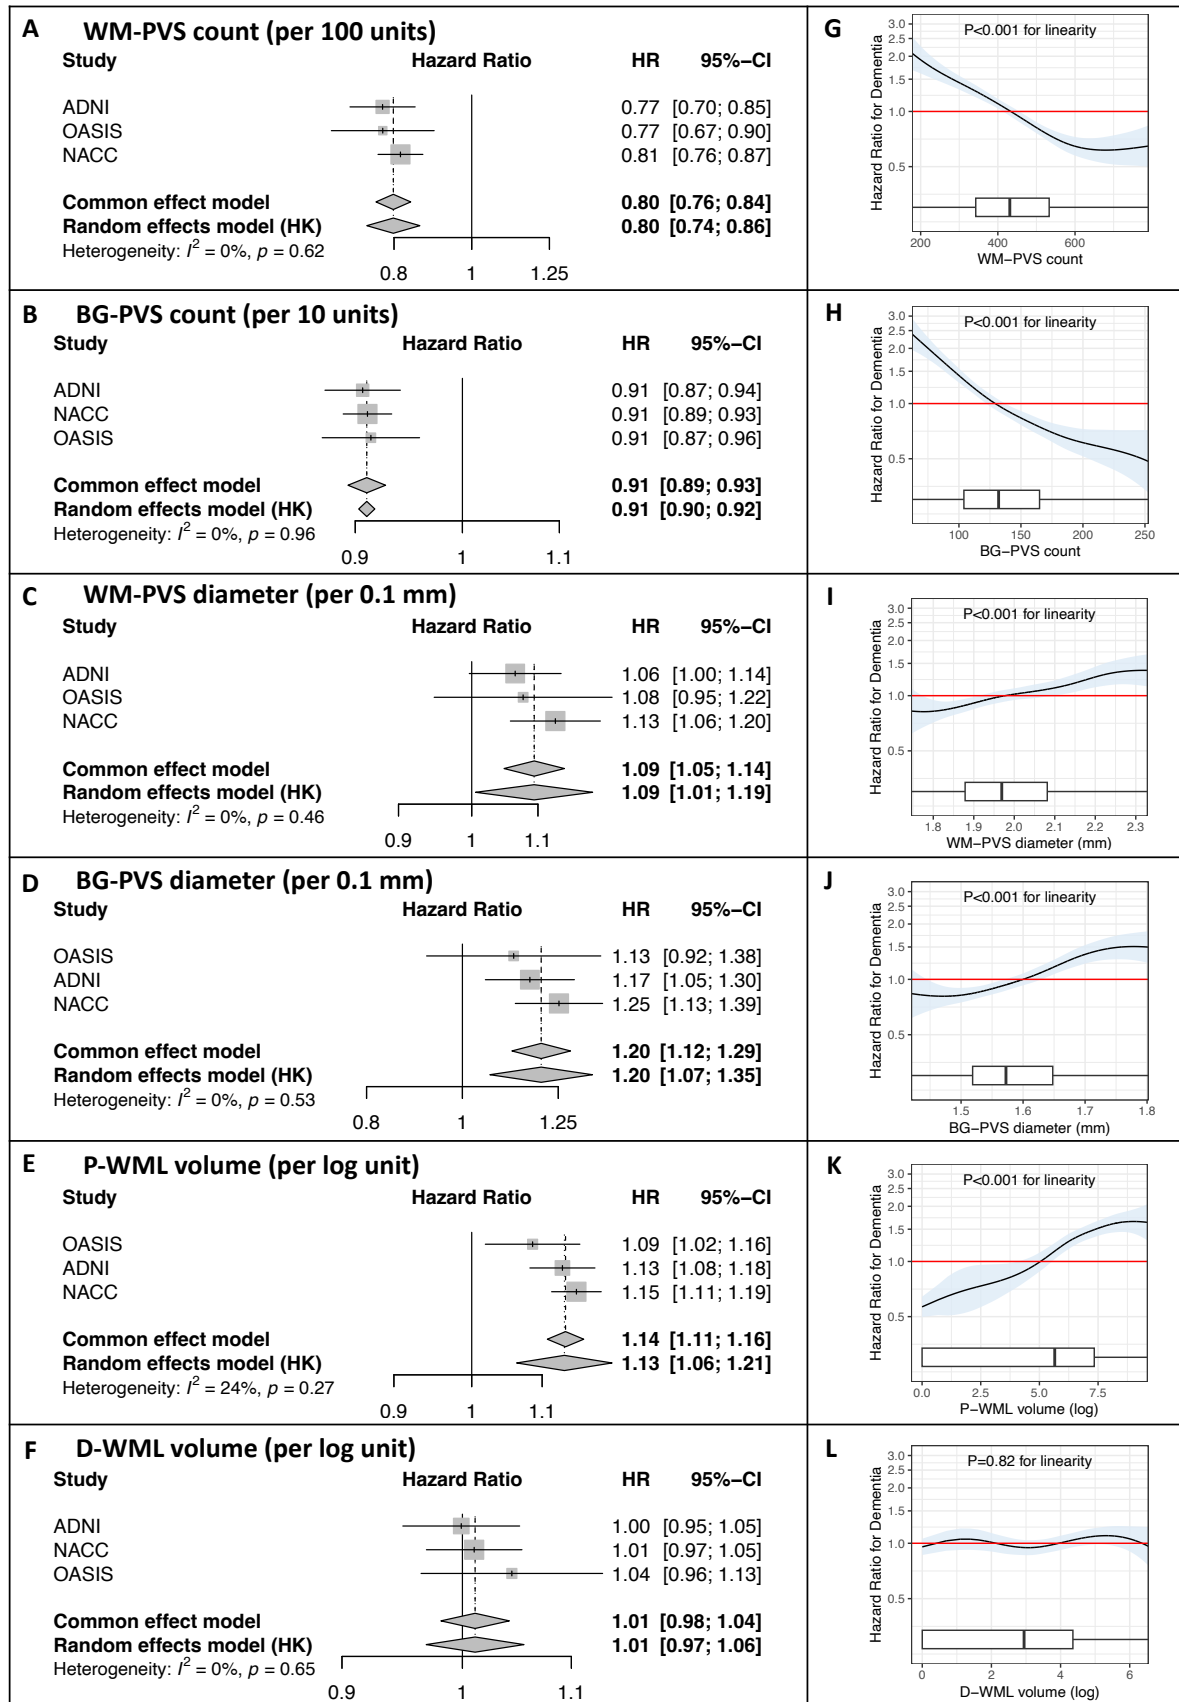 A WM-PVS count (per 100 units)
Study Hazard Ratio HR 95%−CI
ADNI 0.77 [0.70; 0.85]
OASIS 0.77 [0.67; 0.90]
NACC 0.81 [0.76; 0.87]
Common effect model 0.80 [0.76; 0.84]
Random effects model (HK) 0.80 [0.74; 0.86]
Heterogeneity: I² = 0%, p = 0.62
0.8 1 1.25
G
P<0.001 for linearity
Hazard Ratio for Dementia
3.0
2.5
2.0
1.5
1.0
0.5
200 400 600
WM−PVS count
B BG-PVS count (per 10 units)
Study Hazard Ratio HR 95%−CI
ADNI 0.91 [0.87; 0.94]
NACC 0.91 [0.89; 0.93]
OASIS 0.91 [0.87; 0.96]
Common effect model 0.91 [0.89; 0.93]
Random effects model (HK) 0.91 [0.90; 0.92]
Heterogeneity: I² = 0%, p = 0.96
0.9 1 1.1
H
P<0.001 for linearity
Hazard Ratio for Dementia
3.0
2.5
2.0
1.5
1.0
0.5
100 150 200 250
BG−PVS count
C WM-PVS diameter (per 0.1 mm)
Study Hazard Ratio HR 95%−CI
ADNI 1.06 [1.00; 1.14]
OASIS 1.08 [0.95; 1.22]
NACC 1.13 [1.06; 1.20]
Common effect model 1.09 [1.05; 1.14]
Random effects model (HK) 1.09 [1.01; 1.19]
Heterogeneity: I² = 0%, p = 0.46
0.9 1 1.1
I
P<0.001 for linearity
Hazard Ratio for Dementia
3.0
2.5
2.0
1.5
1.0
0.5
1.8 1.9 2.0 2.1 2.2 2.3
WM−PVS diameter (mm)
D BG-PVS diameter (per 0.1 mm)
Study Hazard Ratio HR 95%−CI
OASIS 1.13 [0.92; 1.38]
ADNI 1.17 [1.05; 1.30]
NACC 1.25 [1.13; 1.39]
Common effect model 1.20 [1.12; 1.29]
Random effects model (HK) 1.20 [1.07; 1.35]
Heterogeneity: I² = 0%, p = 0.53
0.8 1 1.25
J
P<0.001 for linearity
Hazard Ratio for Dementia
3.0
2.5
2.0
1.5
1.0
0.5
1.5 1.6 1.7 1.8
BG−PVS diameter (mm)
E P-WML volume (per log unit)
Study Hazard Ratio HR 95%−CI
OASIS 1.09 [1.02; 1.16]
ADNI 1.13 [1.08; 1.18]
NACC 1.15 [1.11; 1.19]
Common effect model 1.14 [1.11; 1.16]
Random effects model (HK) 1.13 [1.06; 1.21]
Heterogeneity: I² = 24%, p = 0.27
0.9 1 1.1
K
P<0.001 for linearity
Hazard Ratio for Dementia
3.0
2.5
2.0
1.5
1.0
0.5
0.0 2.5 5.0 7.5
P−WML volume (log)
F D-WML volume (per log unit)
Study Hazard Ratio HR 95%−CI
ADNI 1.00 [0.95; 1.05]
NACC 1.01 [0.97; 1.05]
OASIS 1.04 [0.96; 1.13]
Common effect model 1.01 [0.98; 1.04]
Random effects model (HK) 1.01 [0.97; 1.06]
Heterogeneity: I² = 0%, p = 0.65
0.9 1 1.1
L
P=0.82 for linearity
Hazard Ratio for Dementia
3.0
2.5
2.0
1.5
1.0
0.5
0 2 4 6
D−WML volume (log)